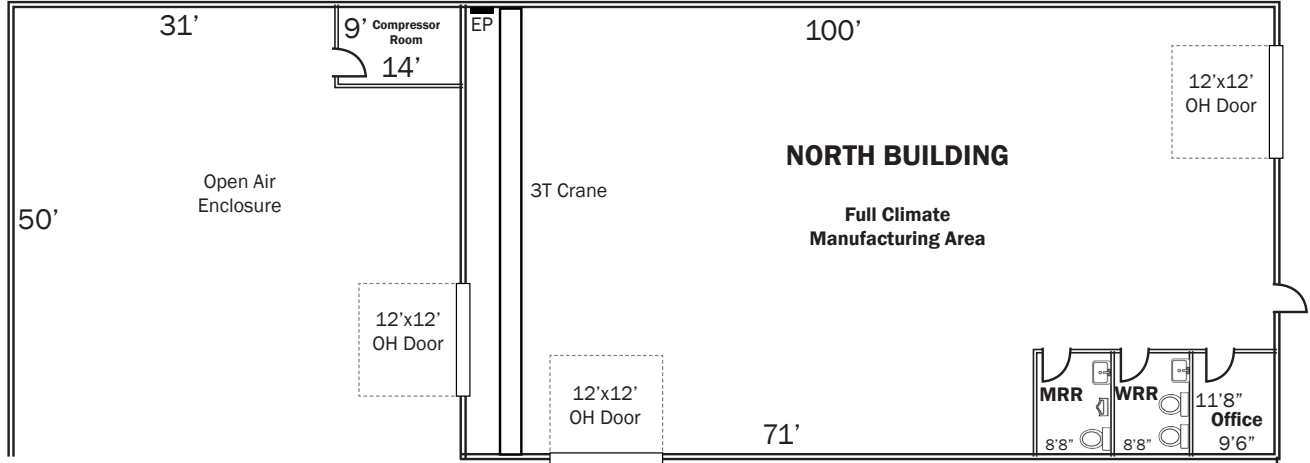 31’
9’ Compressor
Room
14’
EP
100’
12’x12’
OH Door
NORTH BUILDING
Open Air
Enclosure
3T Crane
50’
Full Climate
Manufacturing Area
12’x12’
OH Door
12’x12’
OH Door
71’
MRR
8’8”
WRR
8’8”
11’8”
Office
9’6”